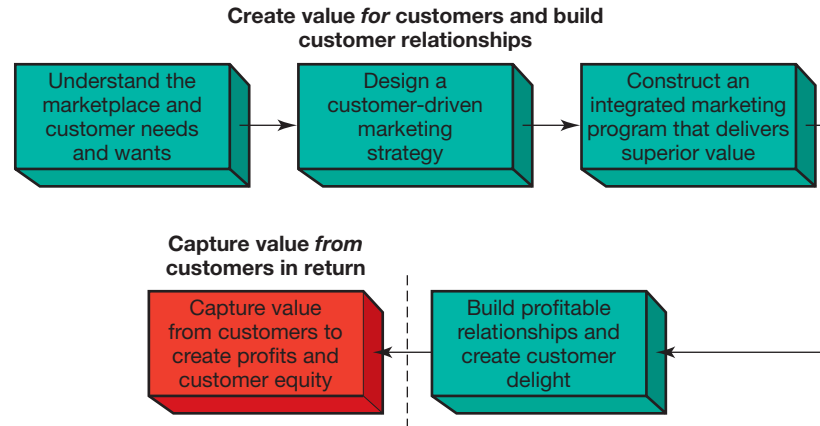 Create value for customers and build
customer relationships
Understand the
marketplace and
customer needs
and wants
Design a
customer-driven
marketing
strategy
Construct an
integrated marketing
program that delivers
superior value
Capture value from
customers in return
Capture value
from customers to
create profits and
customer equity
Build profitable
relationships and
create customer
delight